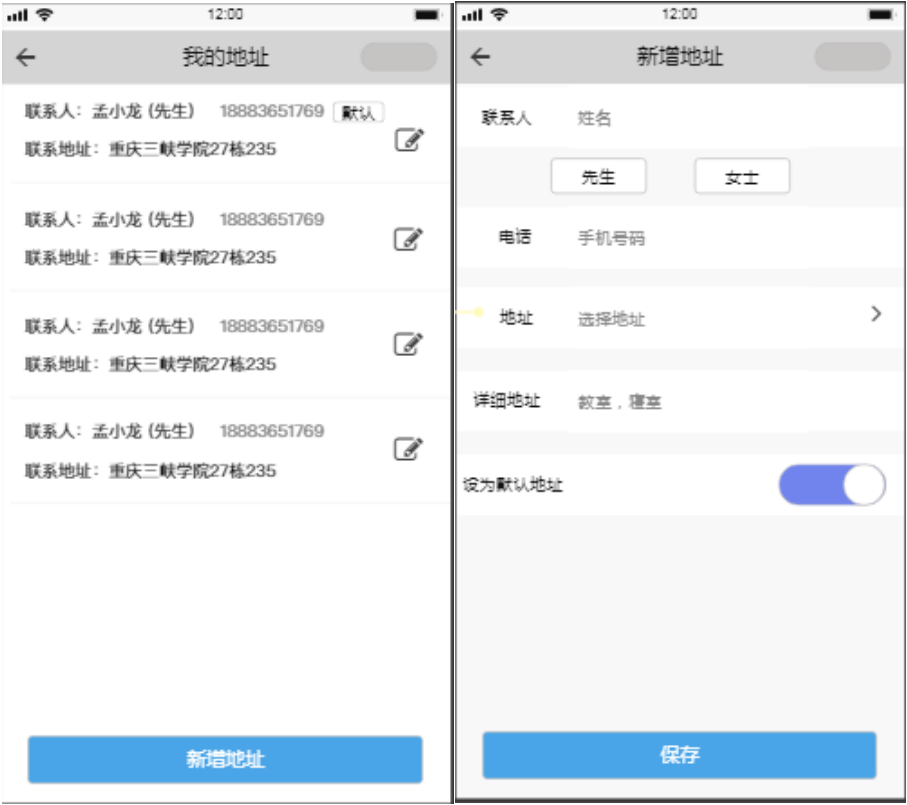 12:00
我的地址
联系人：孟小龙 (先生) 18883651769 默认
联系地址：重庆三峡学院27栋235
联系人：孟小龙 (先生) 18883651769
联系地址：重庆三峡学院27栋235
联系人：孟小龙 (先生) 18883651769
联系地址：重庆三峡学院27栋235
联系人：孟小龙 (先生) 18883651769
联系地址：重庆三峡学院27栋235
新增地址
12:00
新增地址
联系人 姓名
先生 女士
电话 手机号码
地址 选择地址
详细地址 教室，寝室
设为默认地址
保存